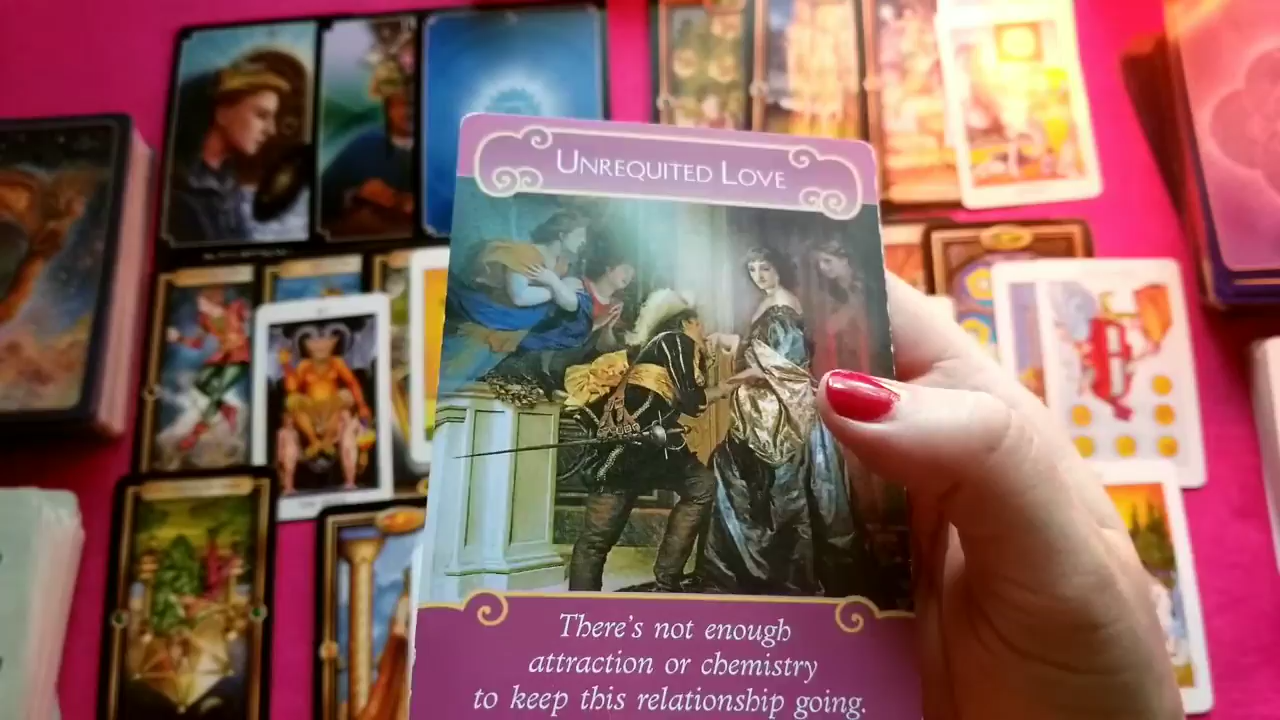 Unrequited Love
There's not enough
attraction or chemistry
to keep this relationship going.